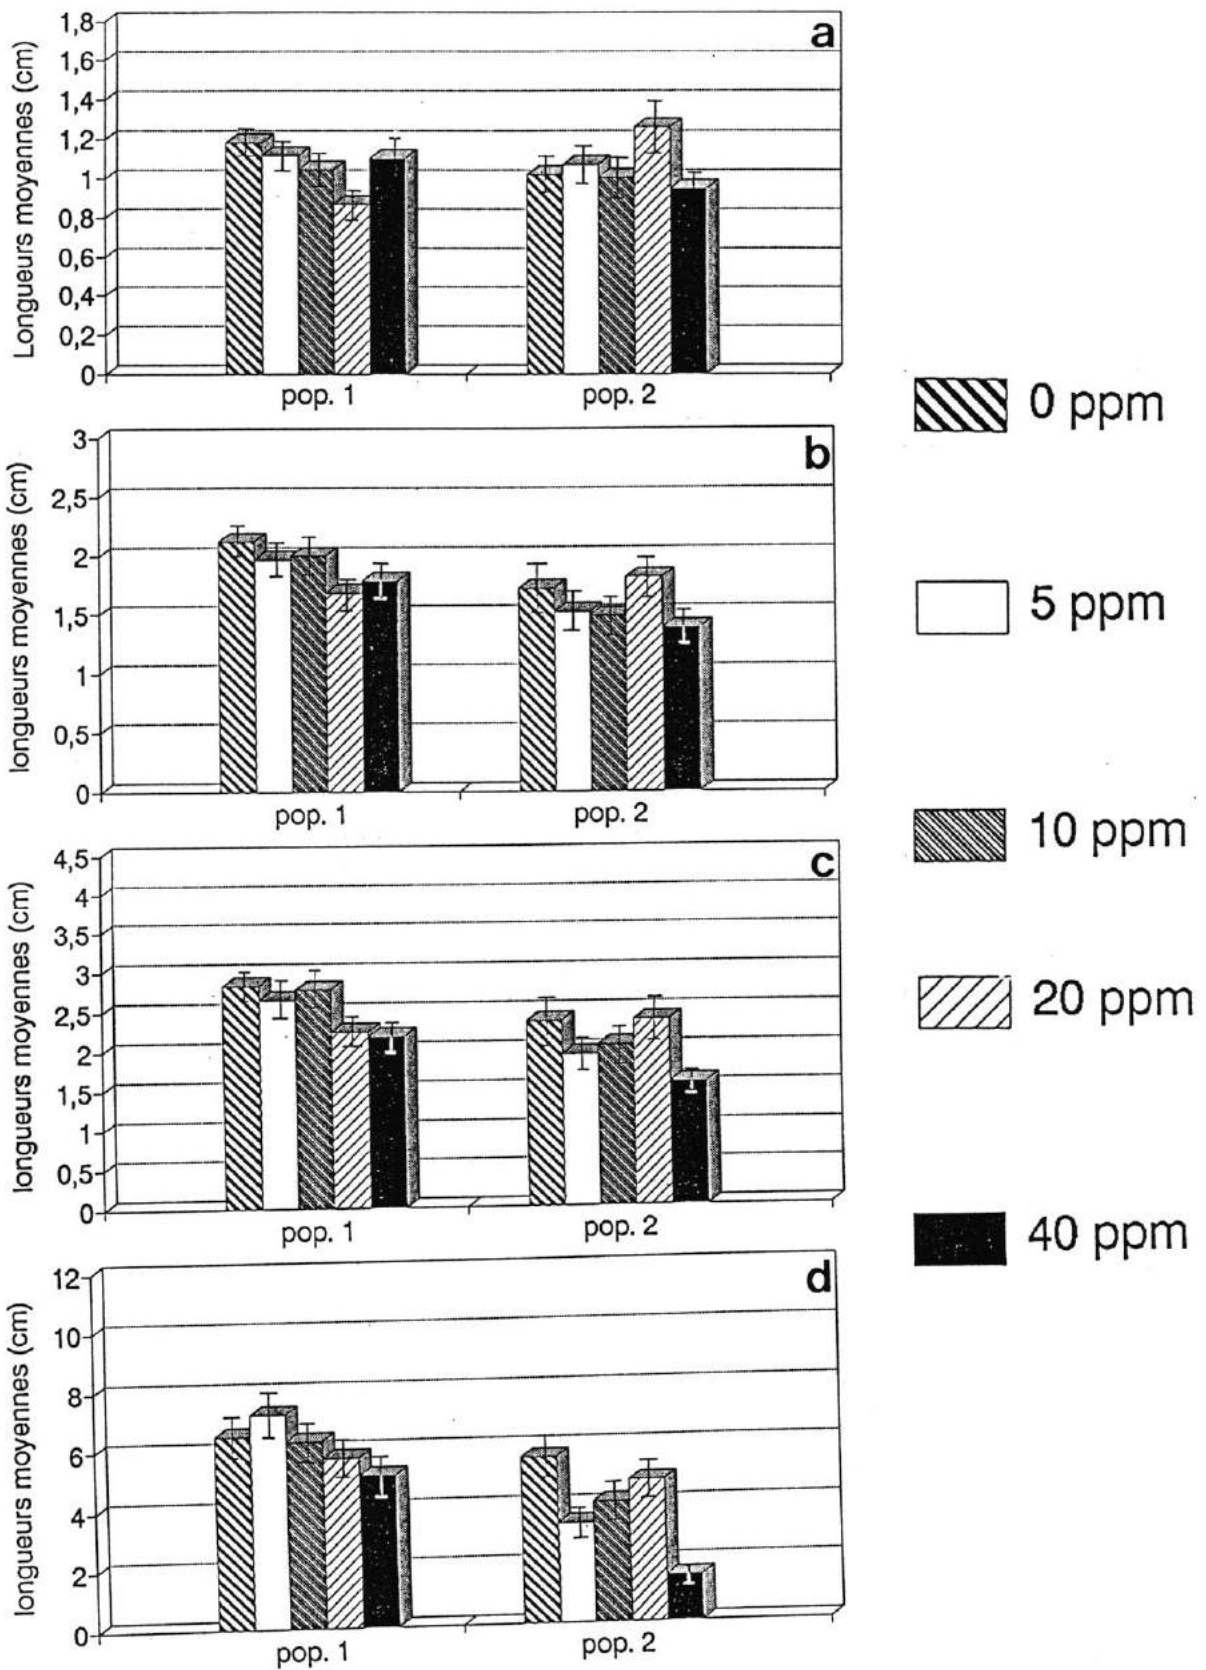 a
Longueurs moyennes (cm)
1,8
1,6
1,4
1,2
1
0,8
0,6
0,4
0,2
0
pop. 1
pop. 2
b
longueurs moyennes (cm)
3
2,5
2
1,5
1
0,5
0
pop. 1
pop. 2
c
longueurs moyennes (cm)
4,5
4
3,5
3
2,5
2
1,5
1
0,5
0
pop. 1
pop. 2
d
longueurs moyennes (cm)
12
10
8
6
4
2
0
pop. 1
pop. 2
0 ppm
5 ppm
10 ppm
20 ppm
40 ppm